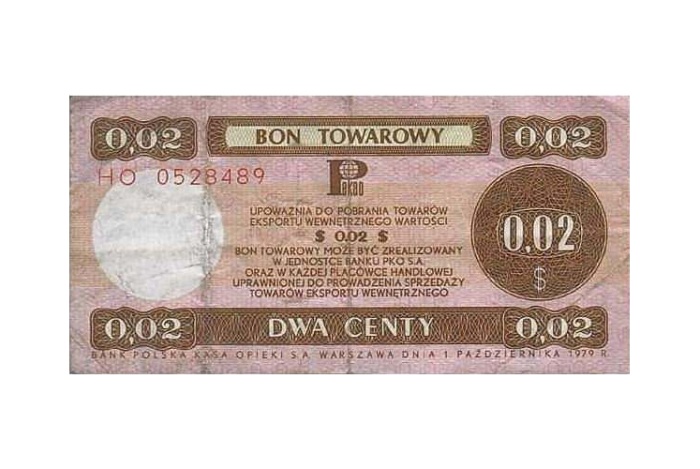 0,02 BON TOWAROWY 0,02
HO 0528489
Pekao
UPOWAŻNIA DO POBRANIA TOWARÓW
EKSPORTU WEWNĘTRZNEGO WARTOŚCI
$ 0.02 $
BON TOWAROWY MOŻE BYĆ ZREALIZOWANY
W JEDNOSTCE BANKU PKO S.A.
ORAZ W KAŻDEJ PLACÓWCE HANDLOWEJ
UPRAWNIONEJ DO PROWADZENIA SPRZEDAŻY
TOWARÓW EKSPORTU WEWNĘTRZNEGO
0,02
$
0,02 DWA CENTY 0,02
BANK POLSKA KASA OPIEKI S.A. WARSZAWA DNIA 1 PAŹDZIERNIKA 1979 R.